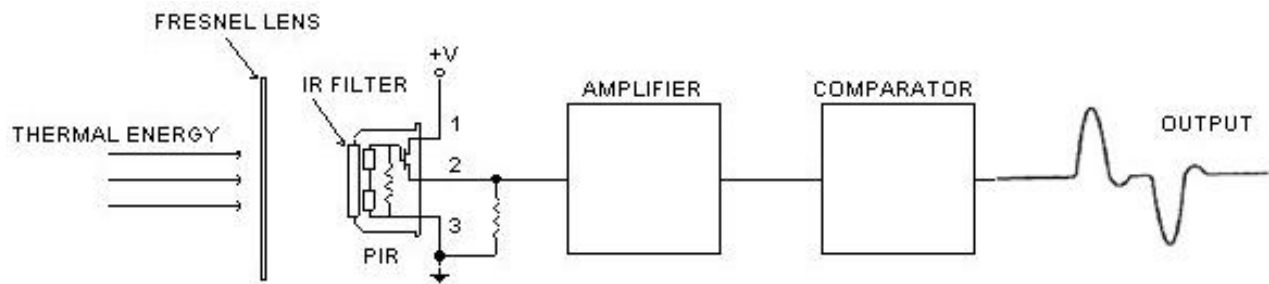 FRESNEL LENS
+V
IR FILTER
AMPLIFIER
COMPARATOR
THERMAL ENERGY
1
OUTPUT
2
3
PIR